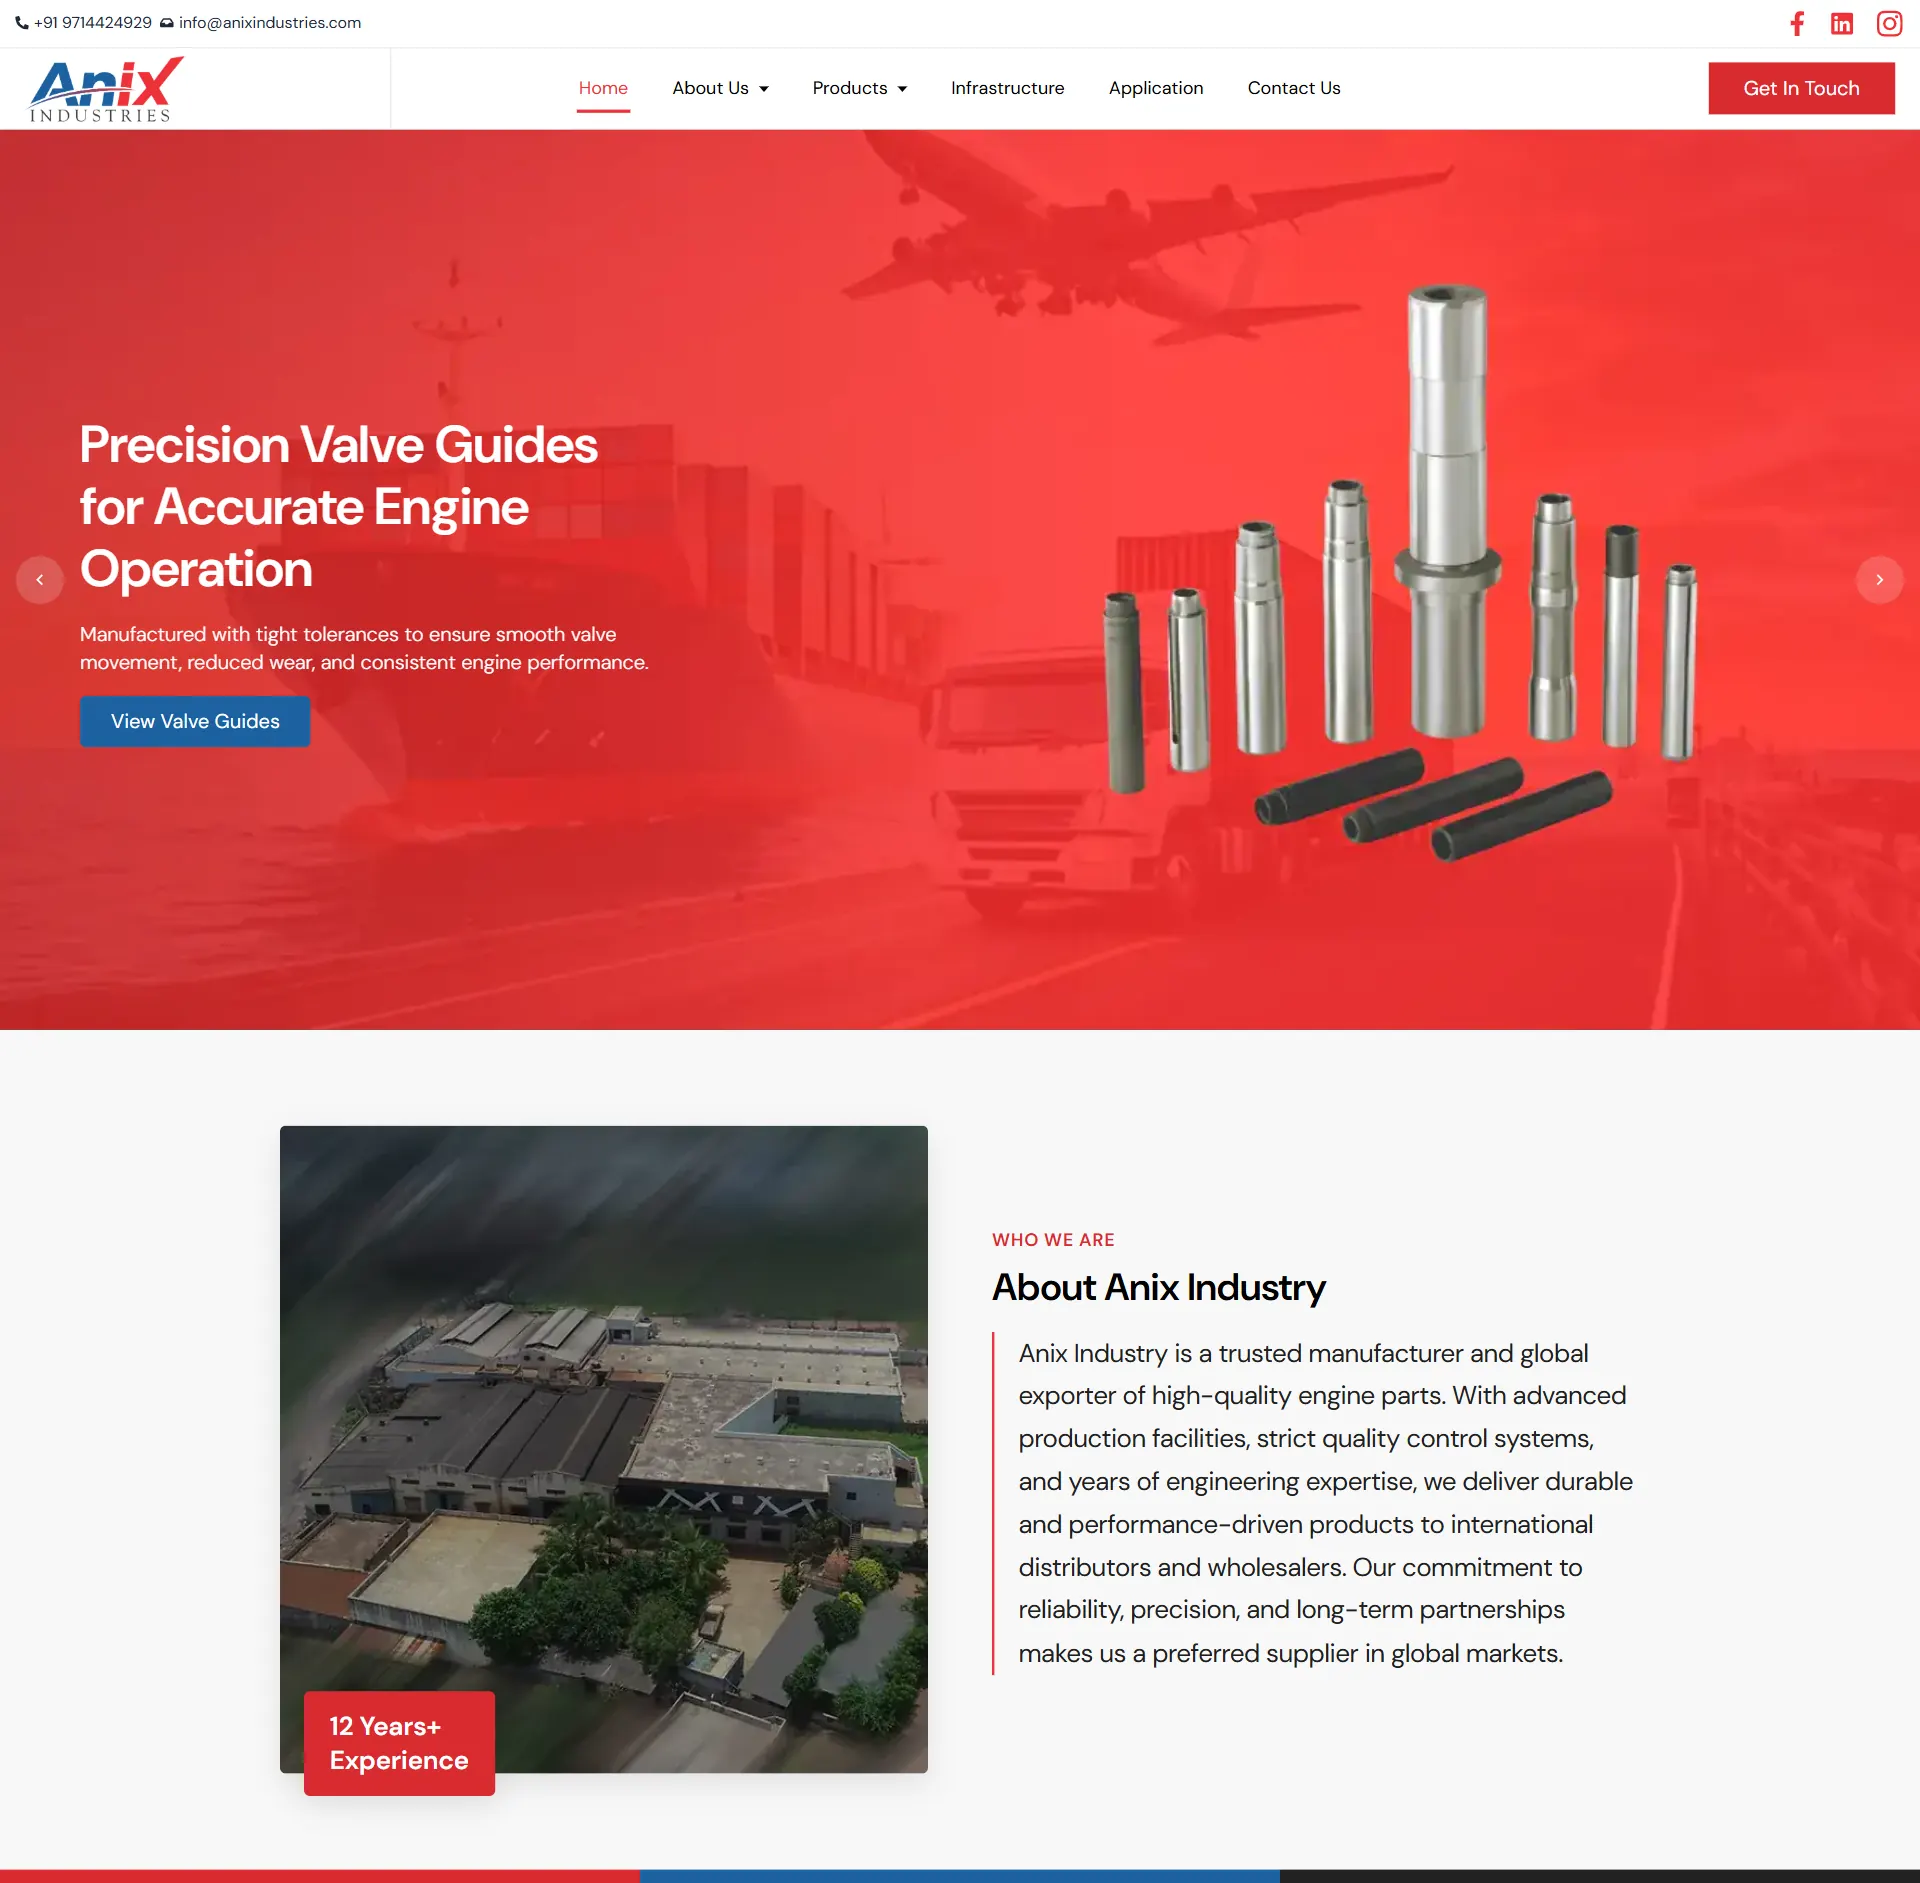 +91 9714424929 info@anixindustries.com
Anix
INDUSTRIES
Home About Us Products Infrastructure Application Contact Us
Get In Touch
Precision Valve Guides
for Accurate Engine
Operation
Manufactured with tight tolerances to ensure smooth valve
movement, reduced wear, and consistent engine performance.
View Valve Guides
WHO WE ARE
About Anix Industry
Anix Industry is a trusted manufacturer and global
exporter of high-quality engine parts. With advanced
production facilities, strict quality control systems,
and years of engineering expertise, we deliver durable
and performance-driven products to international
distributors and wholesalers. Our commitment to
reliability, precision, and long-term partnerships
makes us a preferred supplier in global markets.
12 Years+
Experience